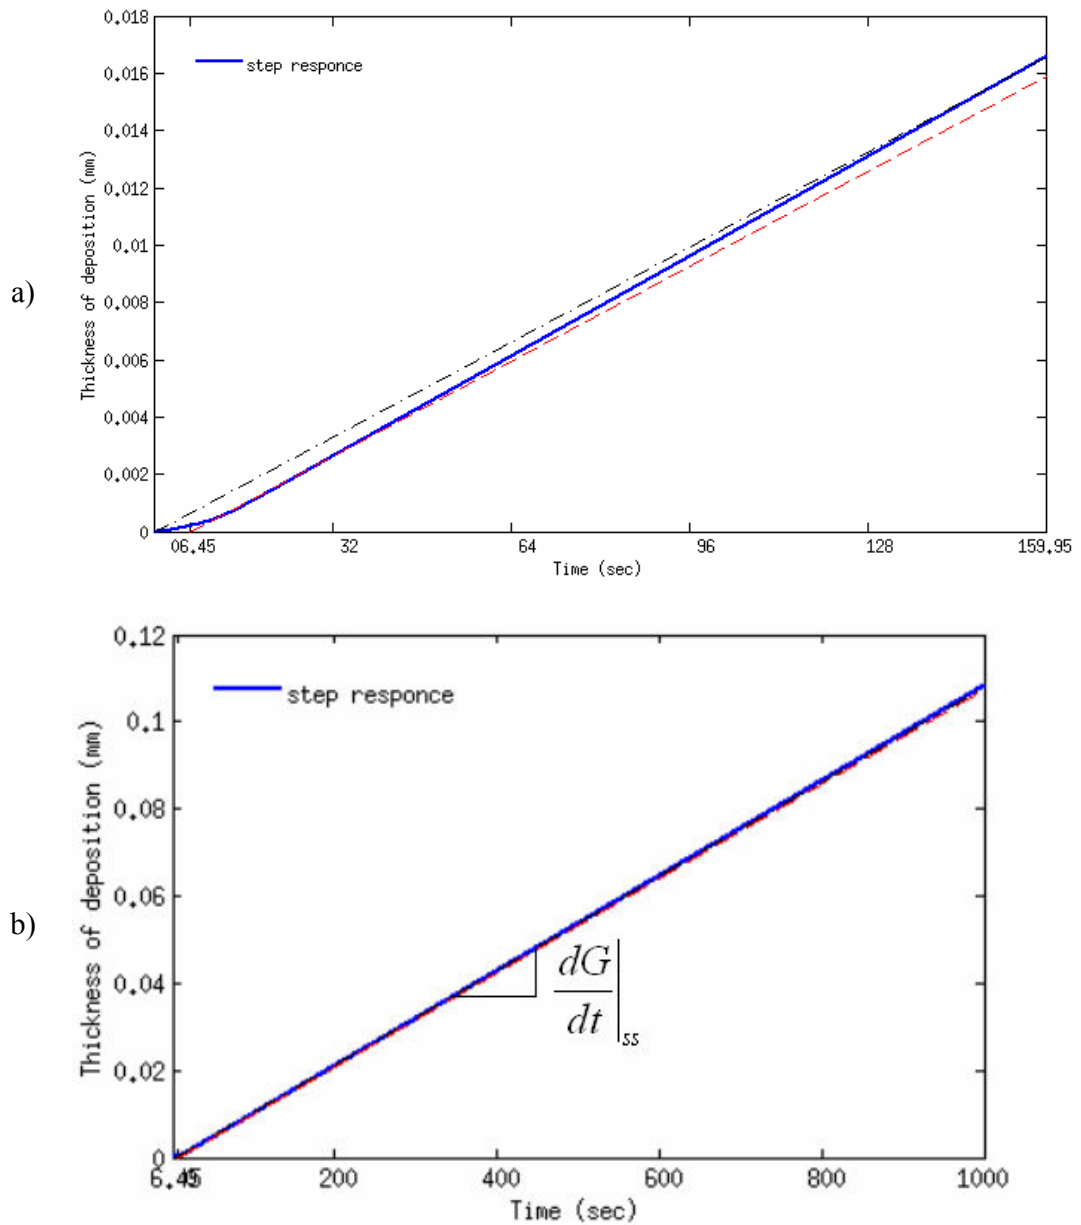 a)
Thickness of deposition (mm)
0.018
0.016
0.014
0.012
0.01
0.008
0.006
0.004
0.002
0
step responce
06.45 32 64 96 128 159.95
Time (sec)
b)
Thickness of deposition (mm)
0.12
0.1
0.08
0.06
0.04
0.02
0
step responce
dG
dt
ss
6.45 200 400 600 800 1000
Time (sec)